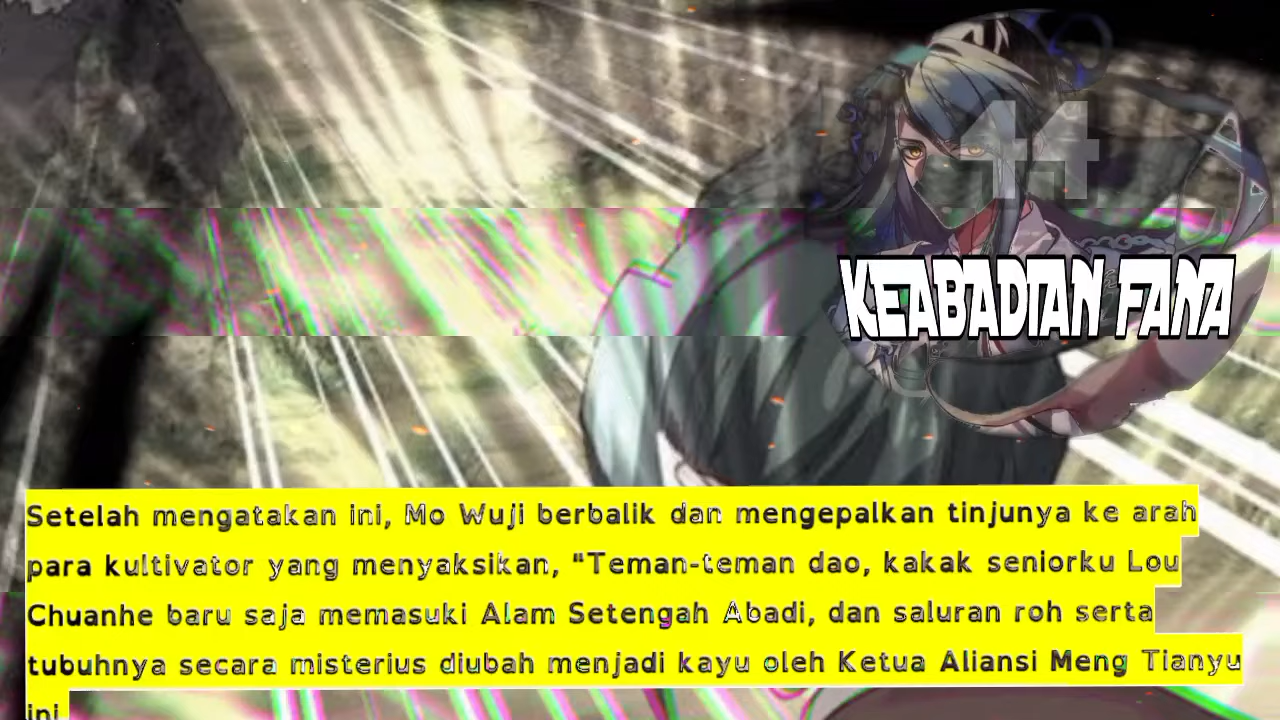 44
KEABADIAN FANA
Setelah mengatakan ini, Mo Wuji berbalik dan mengepalkan tinjunya ke arah
para kultivator yang menyaksikan, "Teman-teman dao, kakak seniorku Lou
Chuanhe baru saja memasuki Alam Setengah Abadi, dan saluran roh serta
tubuhnya secara misterius diubah menjadi kayu oleh Ketua Aliansi Meng Tianyu
ini.